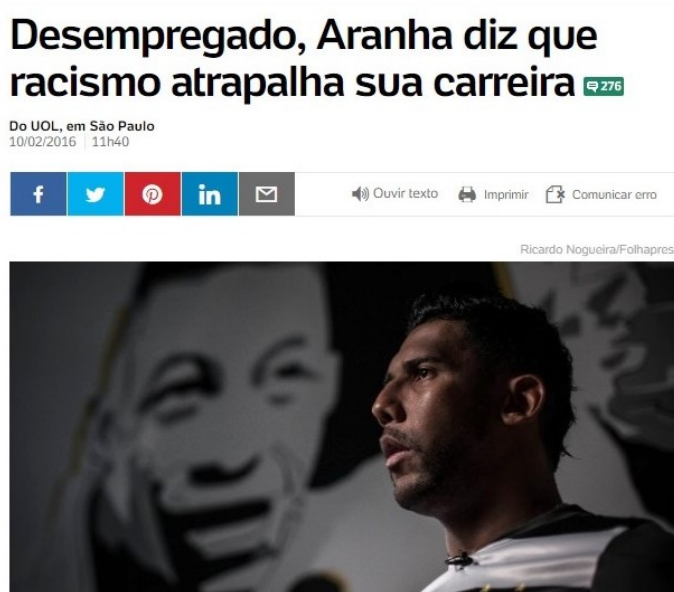 Desempregado, Aranha diz que
racismo atrapalha sua carreira 276
Do UOL, em São Paulo
10/02/2016 11h40
f in Ouvir texto Imprimir Comunicar erro
Ricardo Nogueira/Folhapres